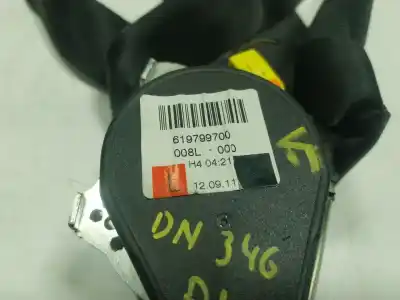 619799700
008L - 000
H4 04:21
L
12.09.11
DN 346